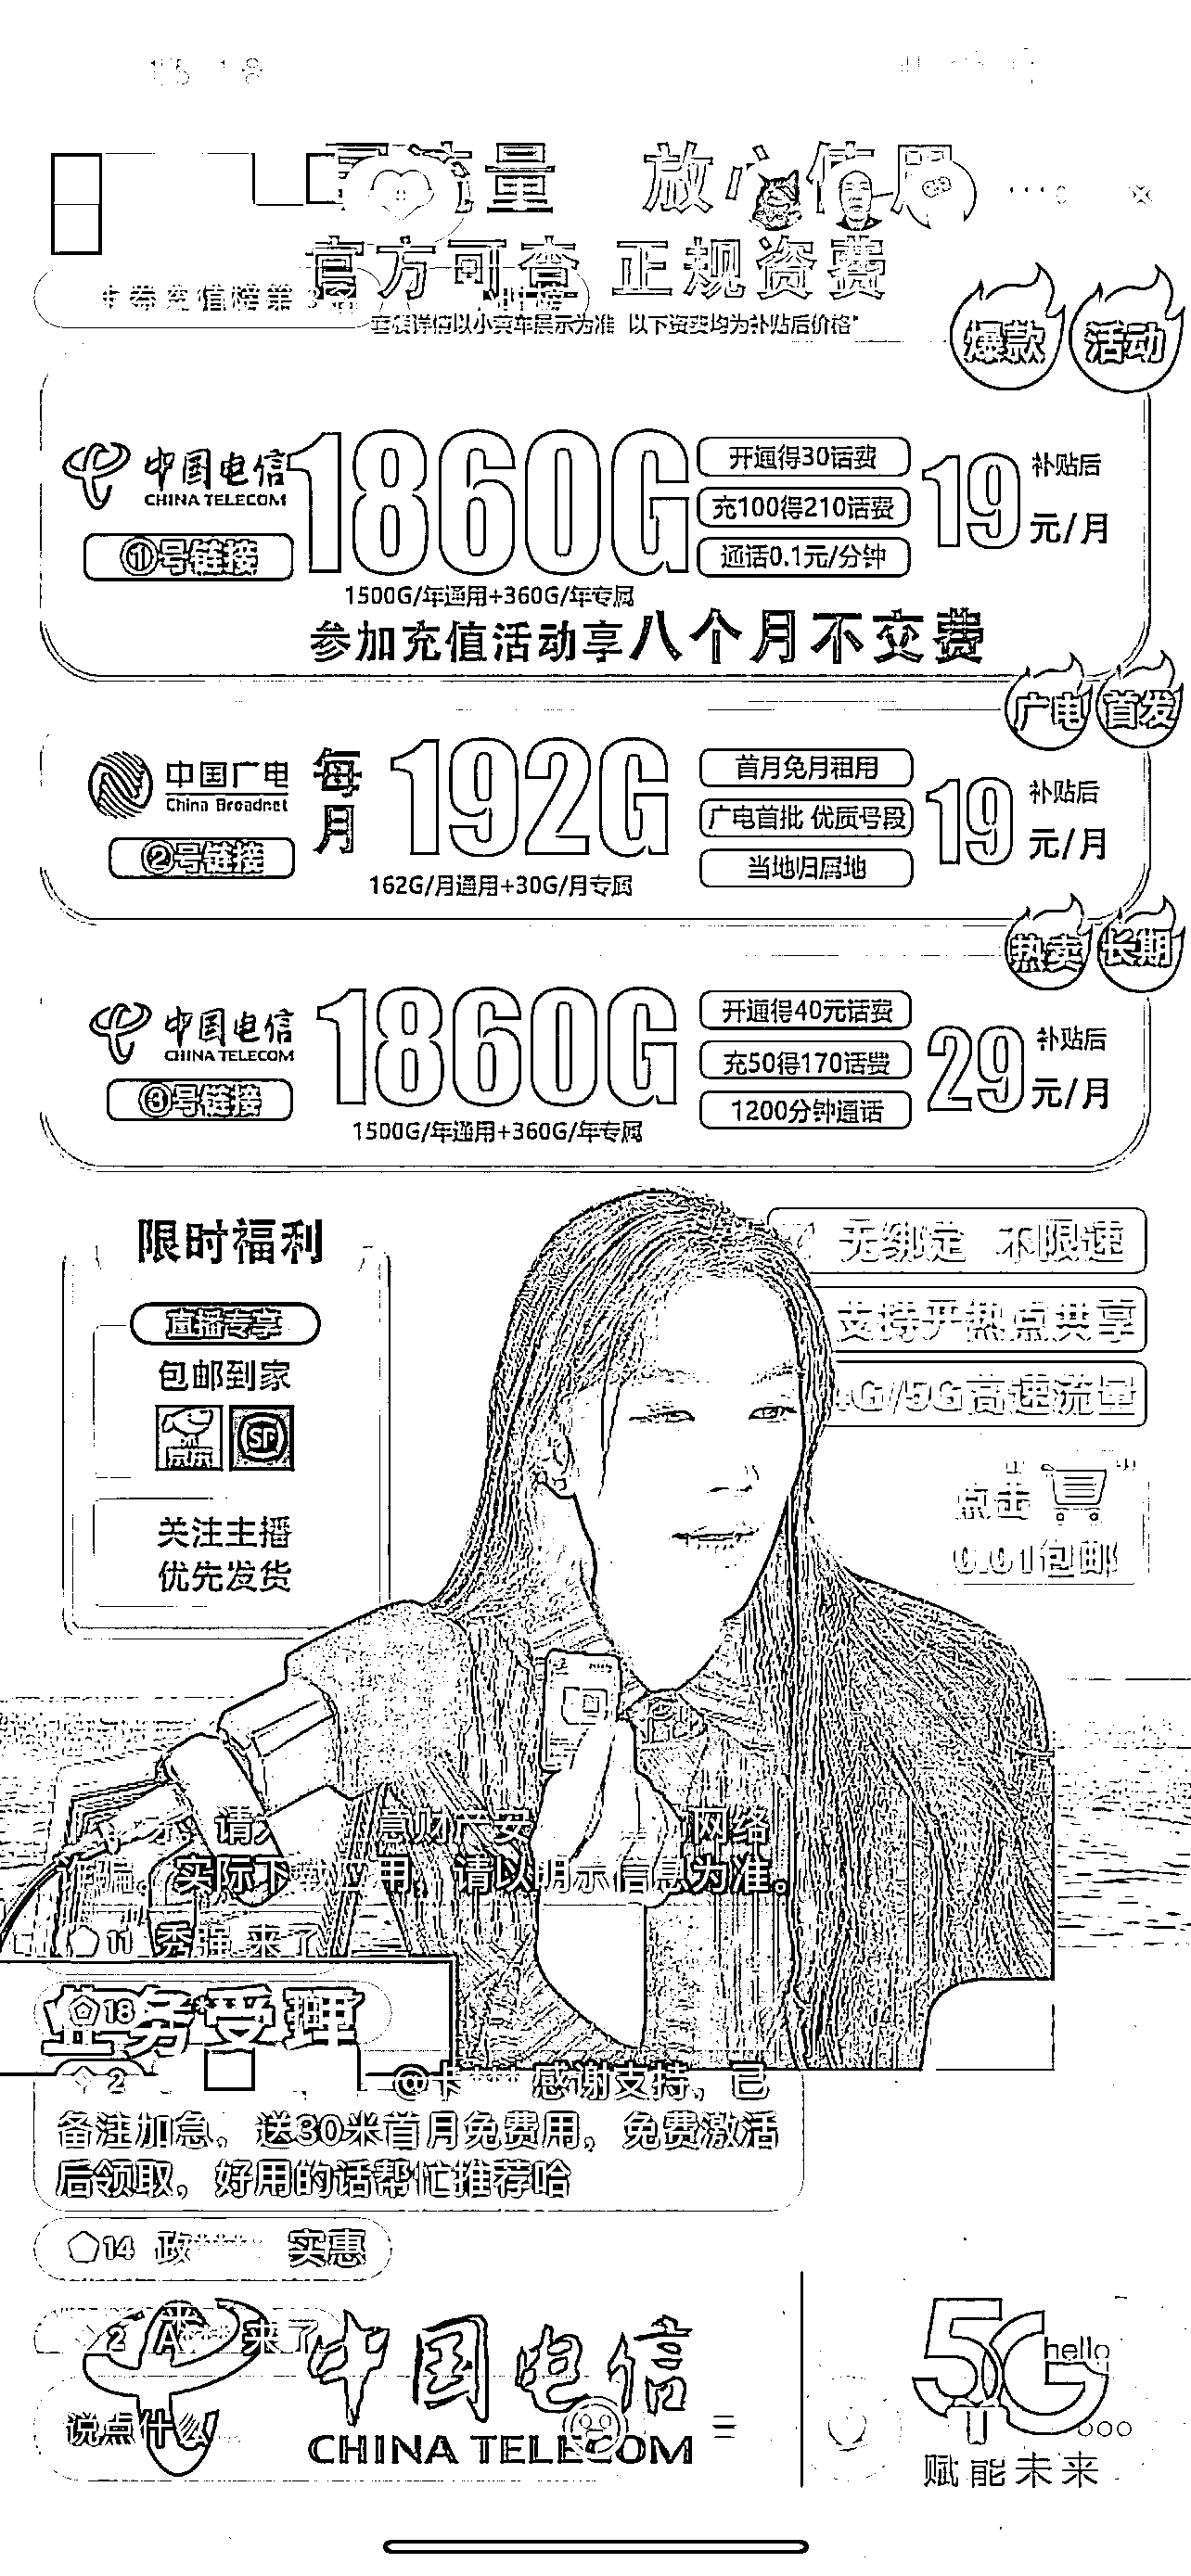 量 放心使用
官方可查 正规资费
卡券充值榜第3名
套餐详情以小黄车展示为准 以下资费均为补贴后价格*
爆款 活动
中国电信
CHINA TELECOM
①号链接
1860G
1500G/年通用+360G/年专属
开通得30话费
充100得210话费
通话0.1元/分钟
19
补贴后
元/月
参加充值活动享八个月不交费
广电 首发
中国广电
China Broadnet
②号链接
每月
192G
162G/月通用+30G/月专属
首月免月租用
广电首批 优质号段
当地归属地
19
补贴后
元/月
热卖 长期
中国电信
CHINA TELECOM
③号链接
1860G
1500G/年通用+360G/年专属
开通得40元话费
充50得170话费
1200分钟通话
29
补贴后
元/月
限时福利
直播专享
包邮到家
京东 SF
关注主播
优先发货
无绑定 不限速
支持开热点共享
4G/5G高速流量
点击
0.01包邮
请 财产安 网络
诈骗。实际下 用，请以明示信息为准。
11 秀强 来了
业务受理
18
2
@卡*** 感谢支持，已
备注加急。送30米首月免费用，免费激活
后领取，好用的话帮忙推荐哈
14 政**** 实惠
2 来了
说点什么...
中国电信
CHINA TELECOM
5G
hello
赋能未来